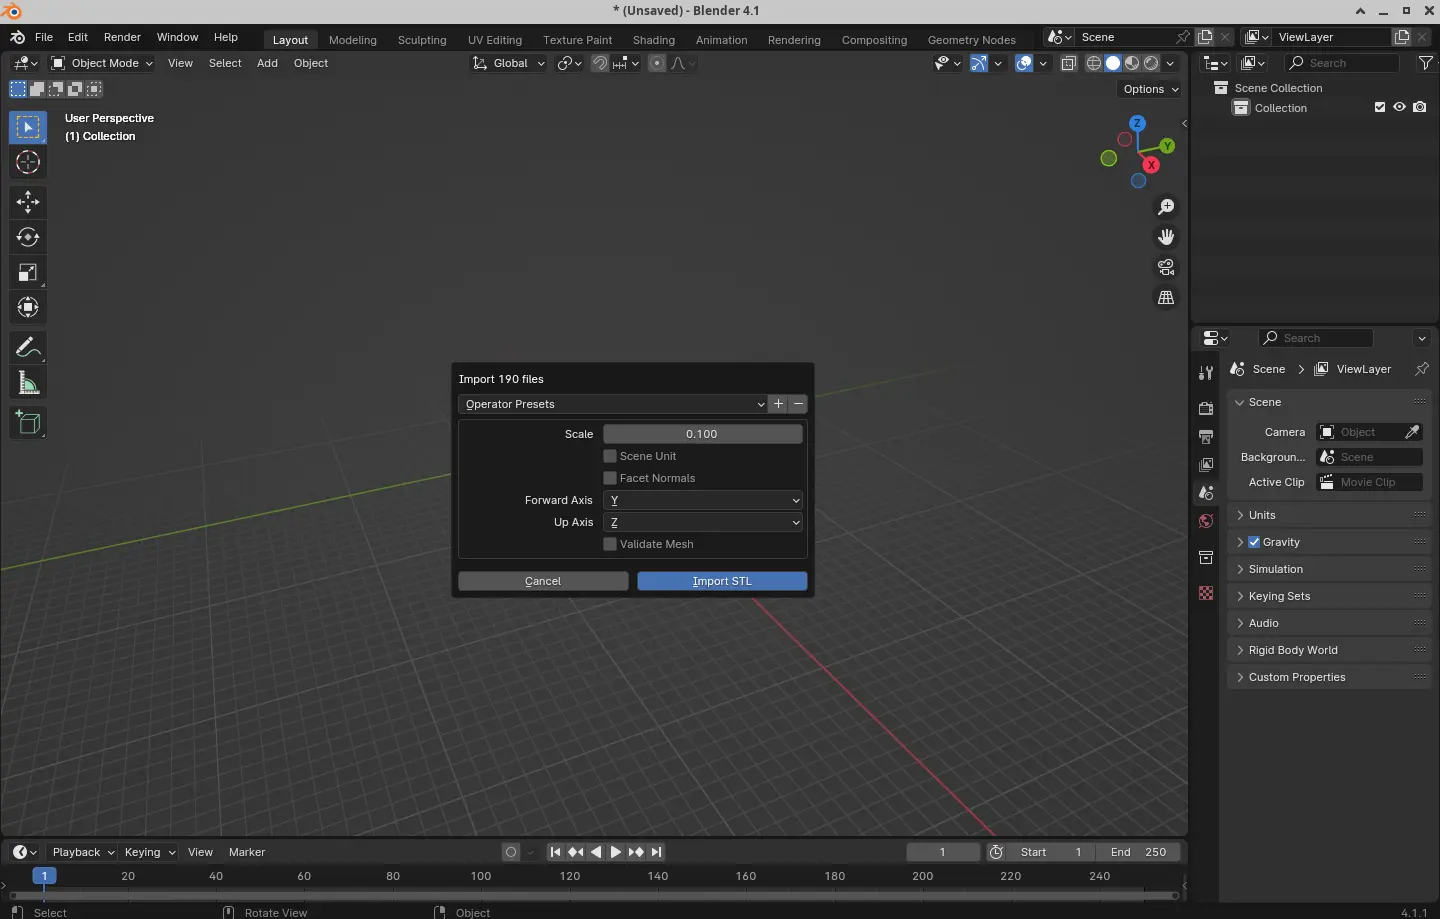 * (Unsaved) - Blender 4.1
File Edit Render Window Help Layout Modeling Sculpting UV Editing Texture Paint Shading Animation Rendering Compositing Geometry Nodes Scene ViewLayer
Object Mode View Select Add Object Global Search
Options
User Perspective
(1) Collection
Z
Y
X
Scene Collection
Collection
Search
Scene ViewLayer
Scene
Camera Object
Backgroun... Scene
Active Clip Movie Clip
Units
Gravity
Simulation
Keying Sets
Audio
Rigid Body World
Custom Properties
Import 190 files
Operator Presets
Scale 0.100
Scene Unit
Facet Normals
Forward Axis Y
Up Axis Z
Validate Mesh
Cancel Import STL
Playback Keying View Marker 1 Start 1 End 250
1 20 40 60 80 100 120 140 160 180 200 220 240
Select Rotate View Object 4.1.1